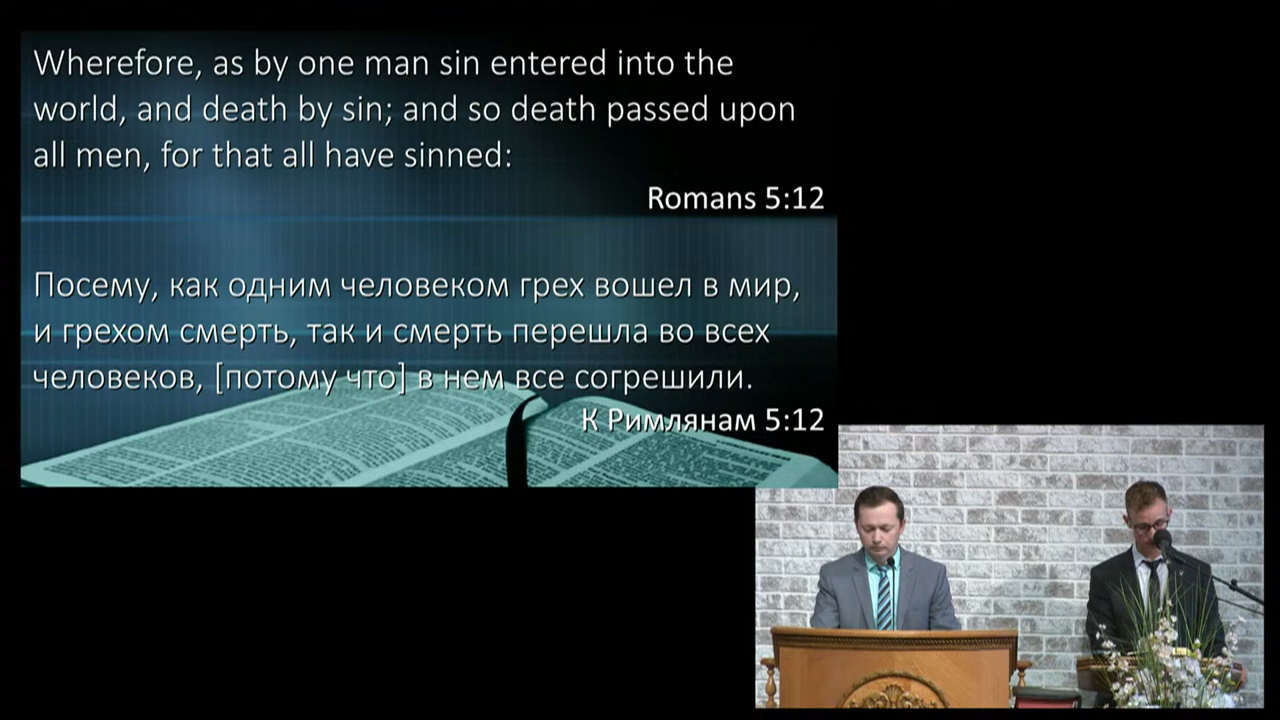 Wherefore, as by one man sin entered into the
world, and death by sin; and so death passed upon
all men, for that all have sinned:
Romans 5:12
Посему, как одним человеком грех вошел в мир,
и грехом смерть, так и смерть перешла во всех
человеков, [потому что] в нем все согрешили.
К Римлянам 5:12